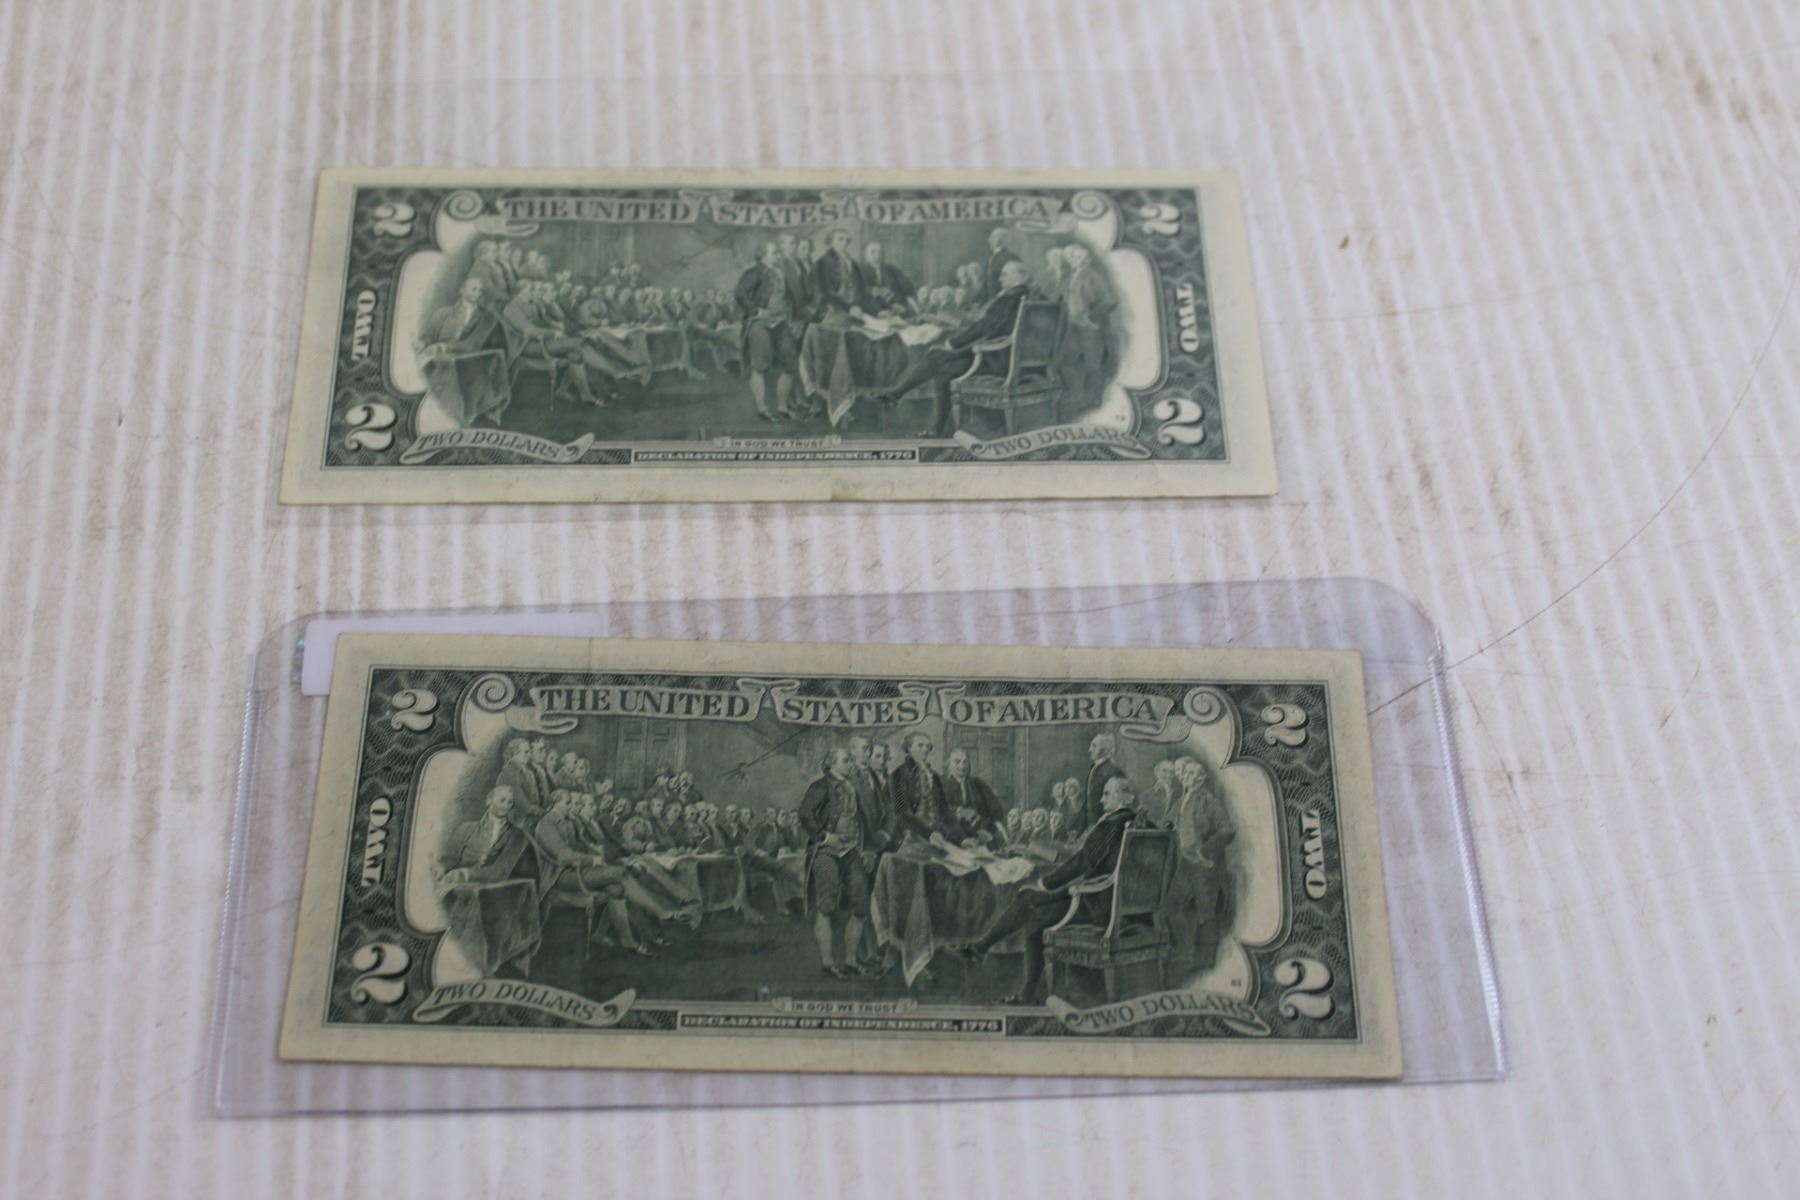 2 THE UNITED STATES OF AMERICA 2
TWO TWO
2 2
TWO DOLLARS IN GOD WE TRUST TWO DOLLARS
DECLARATION OF INDEPENDENCE, 1776
2 THE UNITED STATES OF AMERICA 2
TWO TWO
2 2
TWO DOLLARS IN GOD WE TRUST TWO DOLLARS
DECLARATION OF INDEPENDENCE, 1776